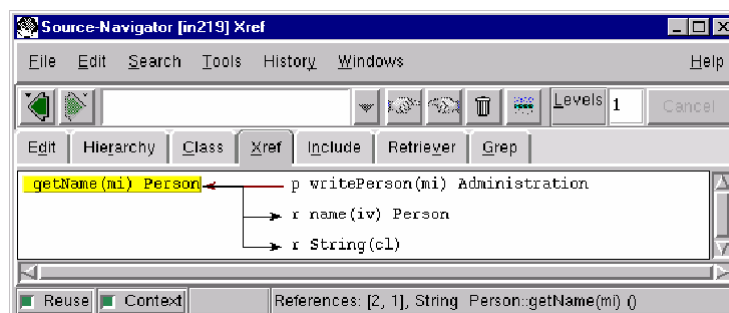 Source-Navigator [in219] Xref
File Edit Search Tools History Windows Help
Levels 1 Cancel
Edit Hierarchy Class Xref Include Retriever Grep
getName(mi) Person p writePerson(mi) Administration
r name(iv) Person
r String(cl)
Reuse Context References: [2, 1], String Person::getName(mi) ()